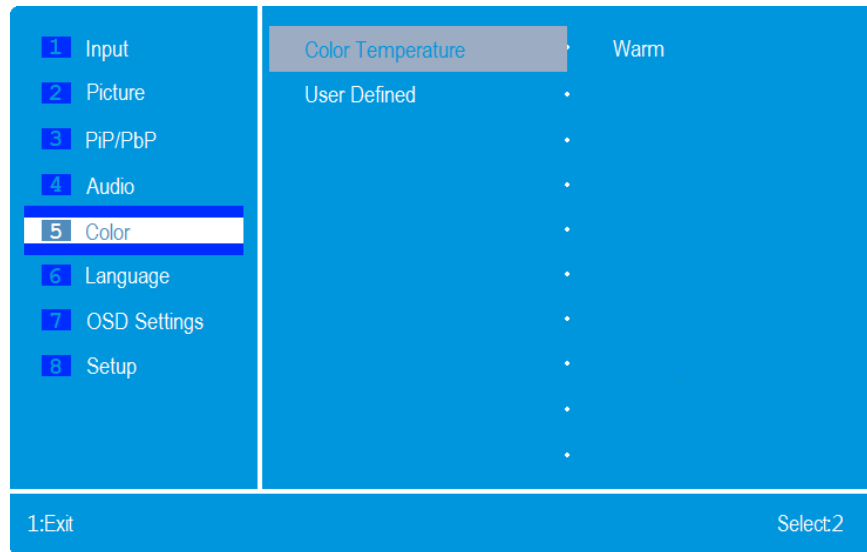 1 Input
2 Picture
3 PiP/PbP
4 Audio
5 Color
6 Language
7 OSD Settings
8 Setup
Color Temperature
User Defined
Warm
1:Exit
Select:2